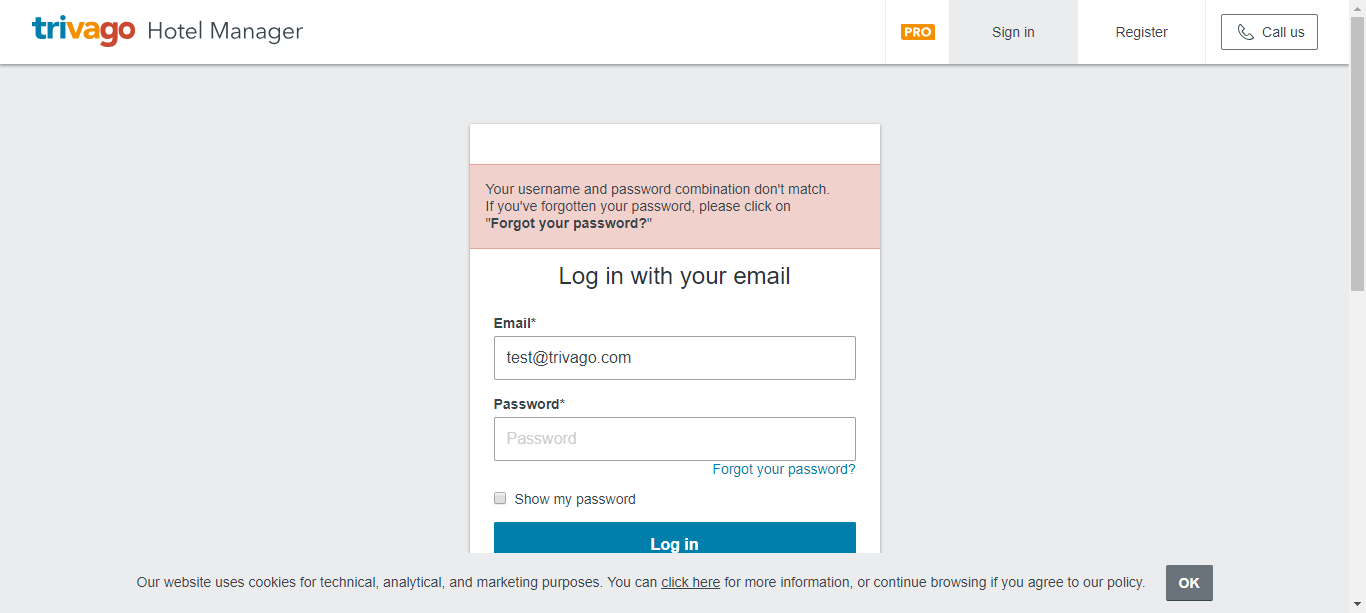 trivago Hotel Manager
PRO
Sign in
Register
Call us
Your username and password combination don't match.
If you've forgotten your password, please click on
"Forgot your password?"
Log in with your email
Email*
test@trivago.com
Password*
Password
Forgot your password?
Show my password
Log in
Our website uses cookies for technical, analytical, and marketing purposes. You can click here for more information, or continue browsing if you agree to our policy.
OK